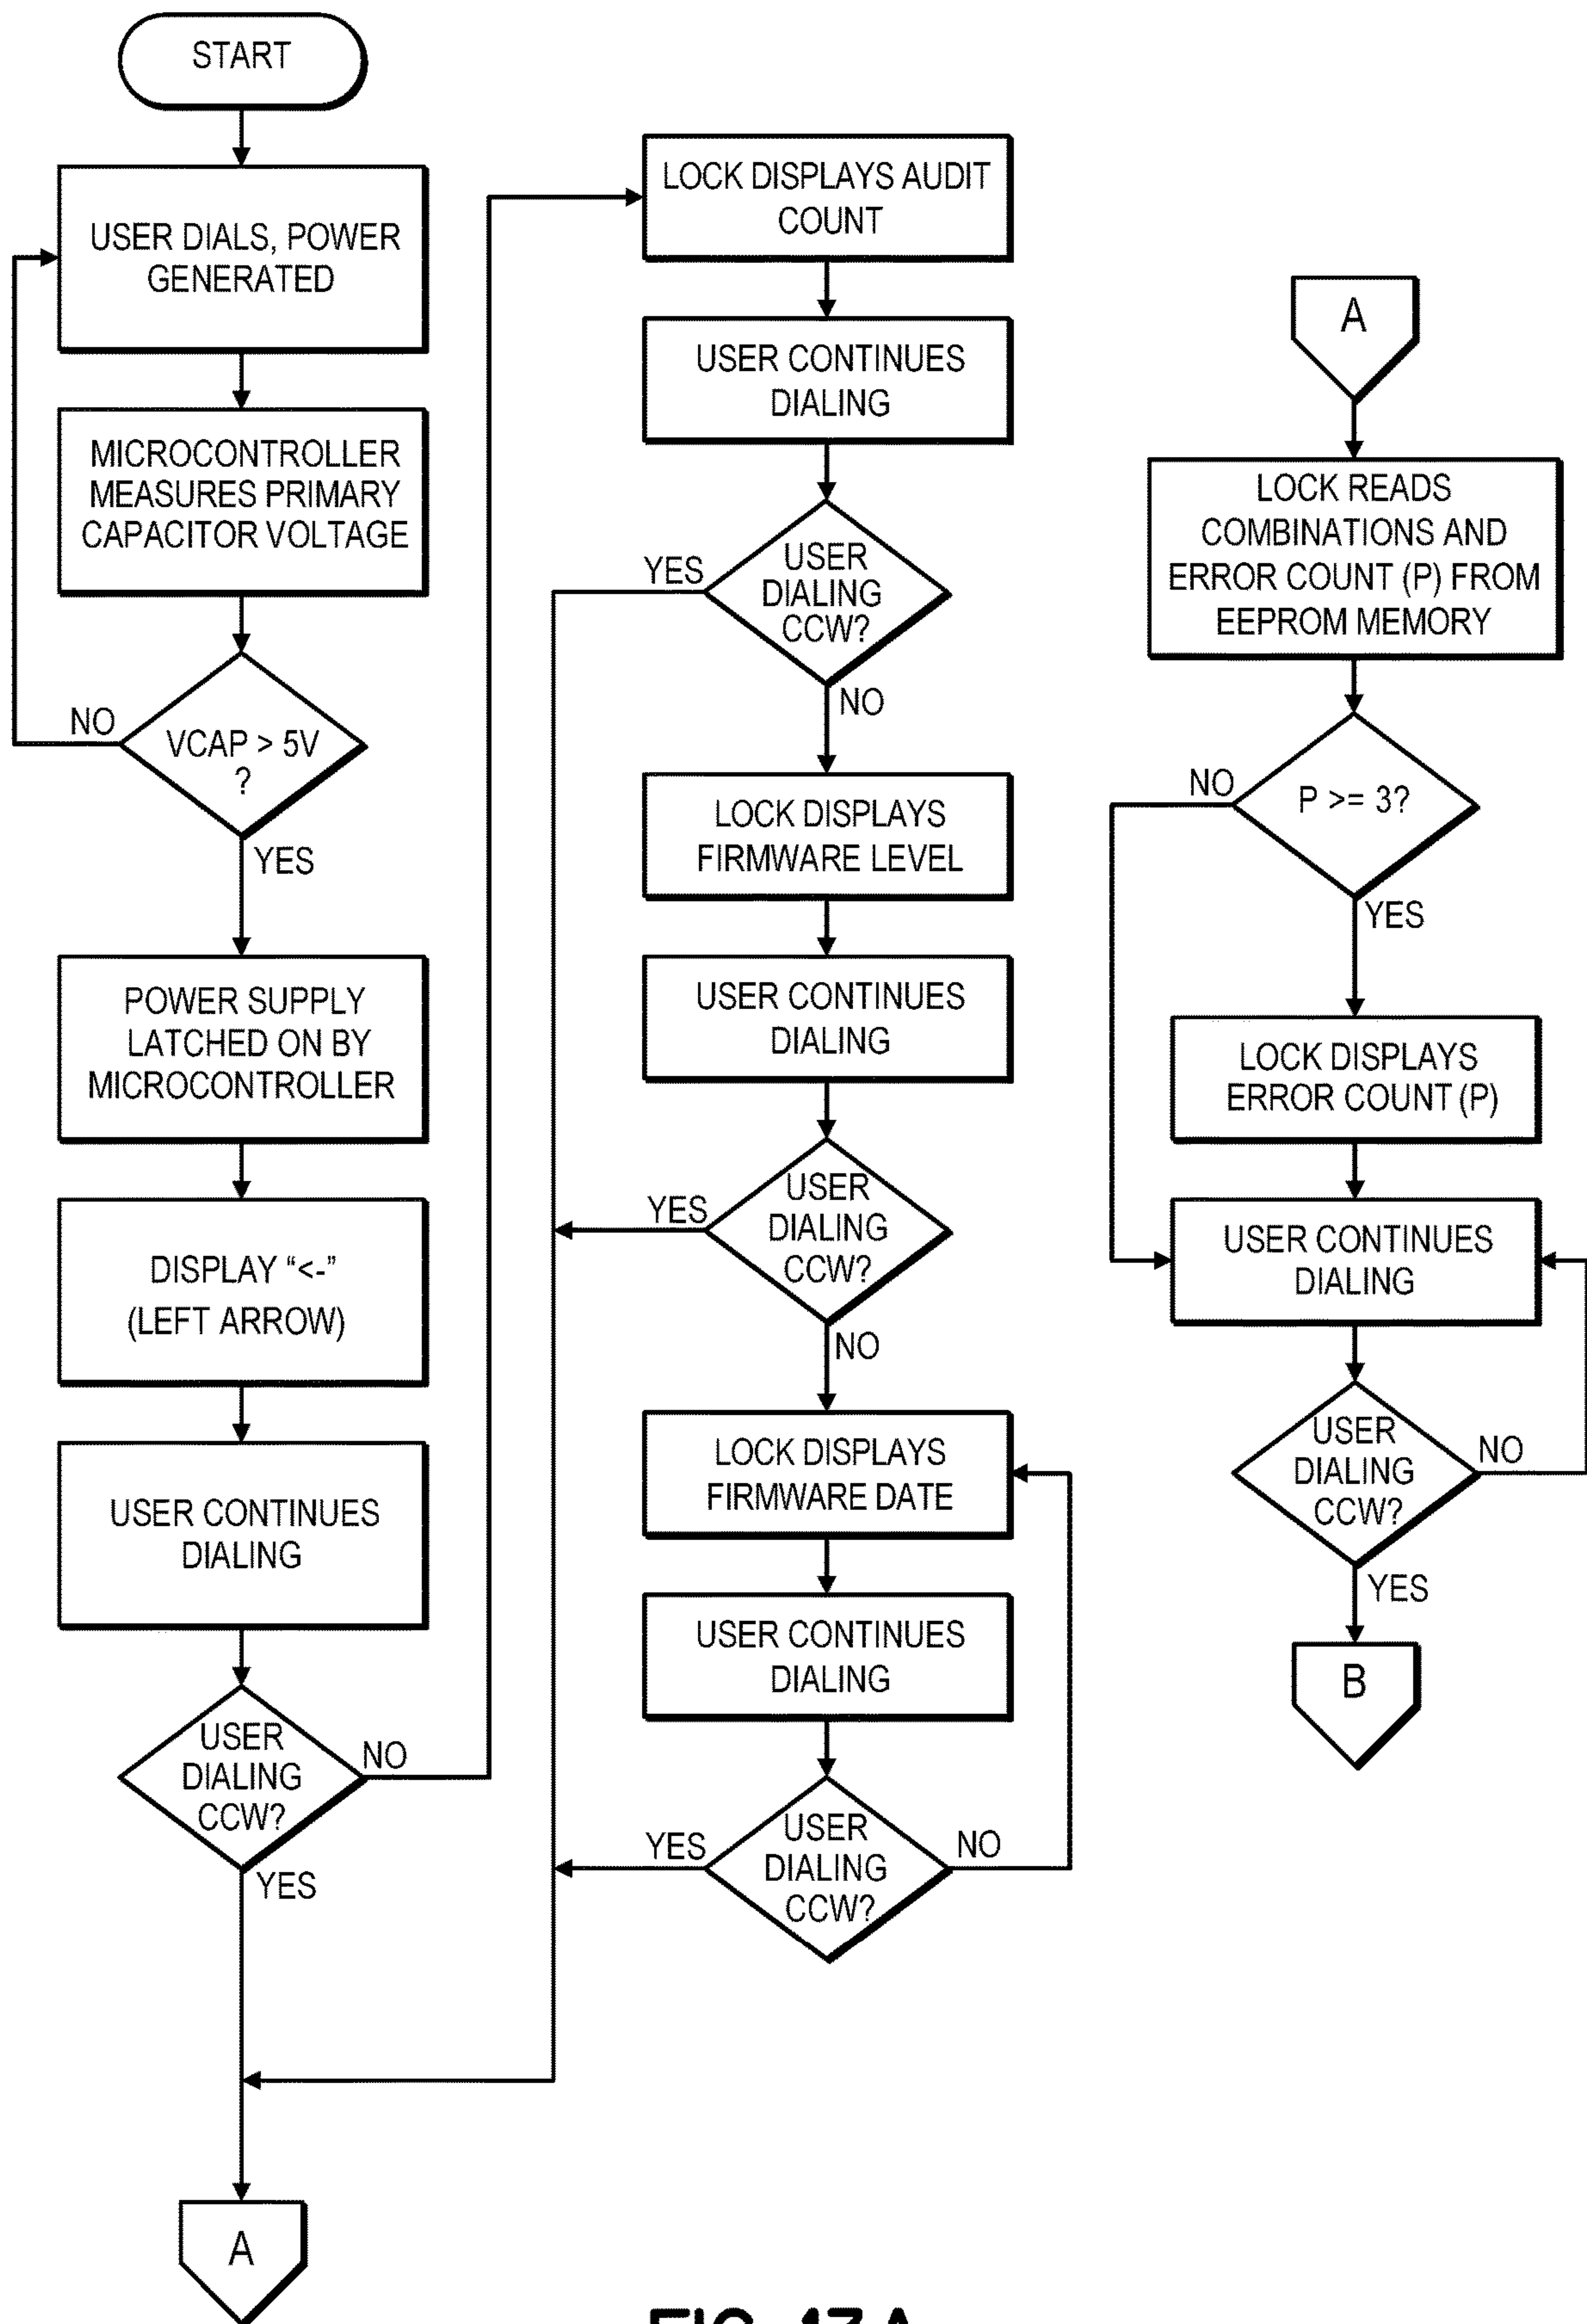 START
USER DIALS, POWER
GENERATED
MICROCONTROLLER
MEASURES PRIMARY
CAPACITOR VOLTAGE
NO
VCAP > 5V
?
YES
POWER SUPPLY
LATCHED ON BY
MICROCONTROLLER
DISPLAY “<-”
(LEFT ARROW)
USER CONTINUES
DIALING
USER
DIALING
CCW?
NO
YES
A
LOCK DISPLAYS AUDIT
COUNT
USER CONTINUES
DIALING
YES
USER
DIALING
CCW?
NO
LOCK DISPLAYS
FIRMWARE LEVEL
USER CONTINUES
DIALING
YES
USER
DIALING
CCW?
NO
LOCK DISPLAYS
FIRMWARE DATE
USER CONTINUES
DIALING
YES
USER
DIALING
CCW?
NO
A
LOCK READS
COMBINATIONS AND
ERROR COUNT (P) FROM
EEPROM MEMORY
NO
P >= 3?
YES
LOCK DISPLAYS
ERROR COUNT (P)
USER CONTINUES
DIALING
USER
DIALING
CCW?
NO
YES
B